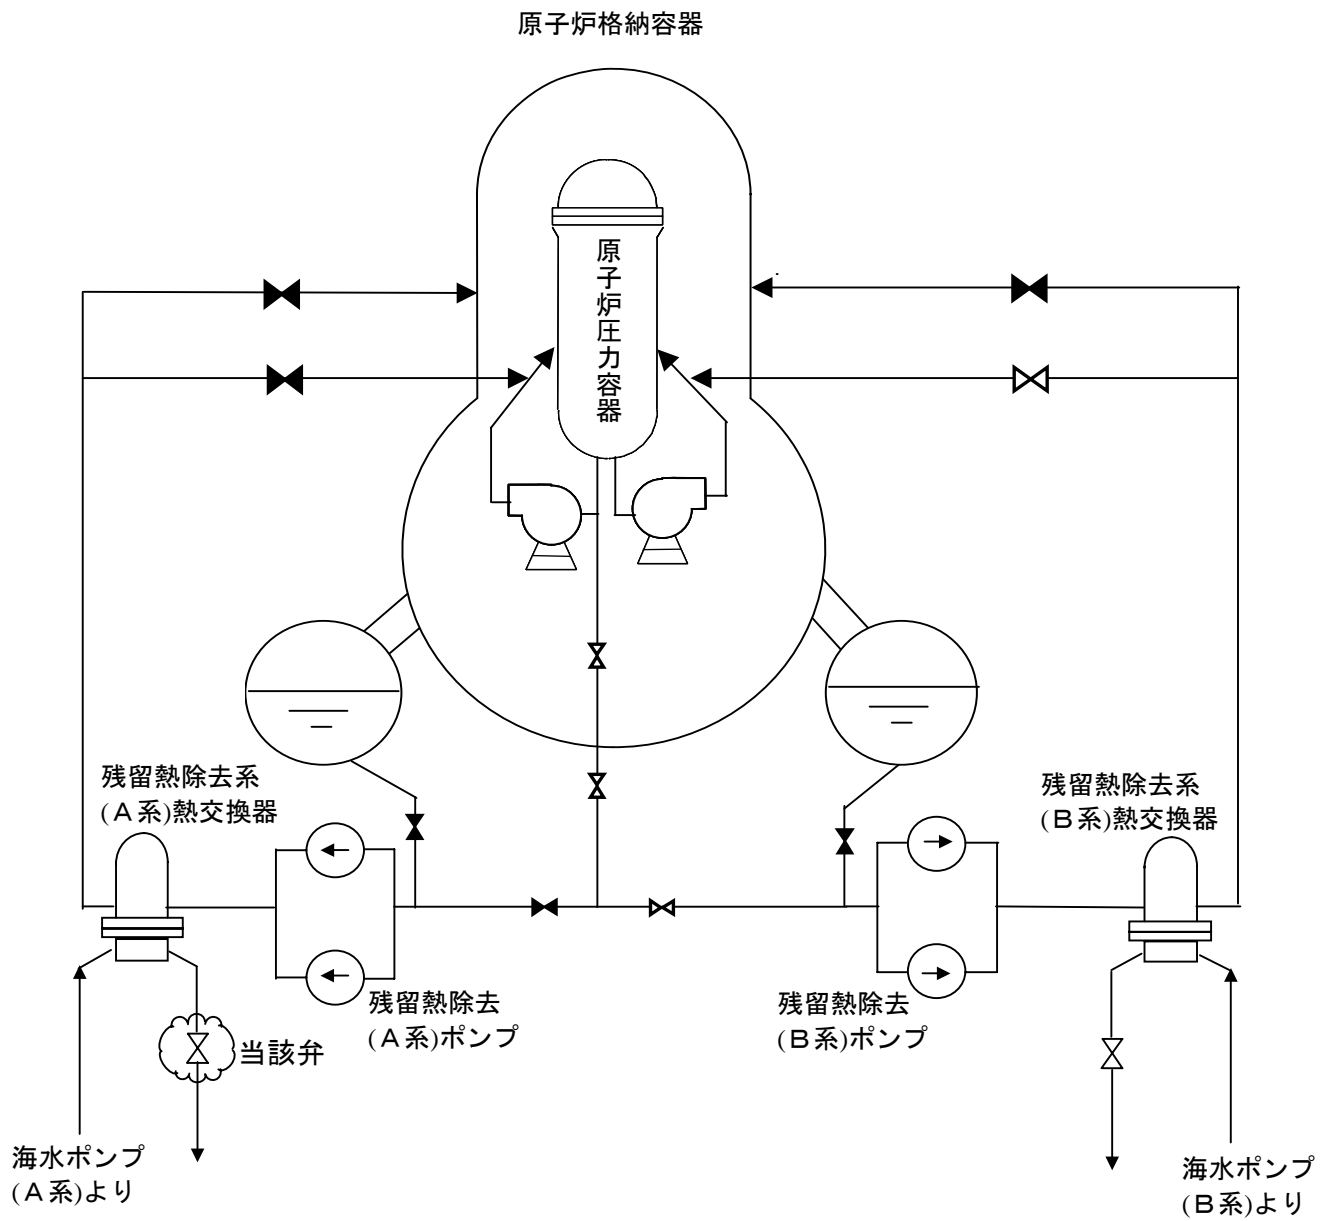 原子炉格納容器
原子炉圧力容器
残留熱除去系
(A系)熱交換器
残留熱除去系
(B系)熱交換器
残留熱除去
(A系)ポンプ
残留熱除去
(B系)ポンプ
当該弁
海水ポンプ
(A系)より
海水ポンプ
(B系)より